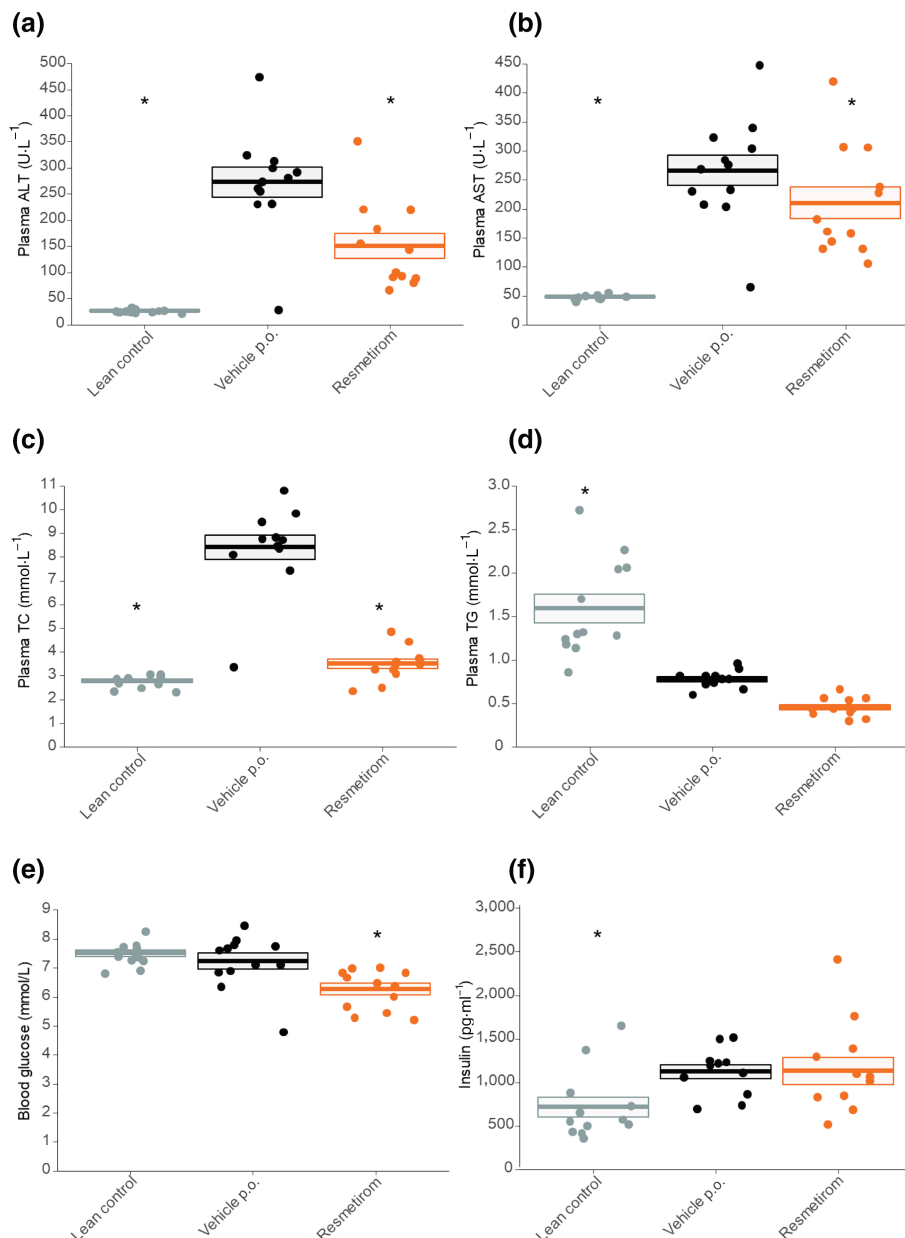 (a)
Plasma ALT (U·L⁻¹)
500
450
400
350
300
250
200
150
100
50
0
*
*
Lean control
Vehicle p.o.
Resmetirom
(b)
Plasma AST (U·L⁻¹)
450
400
350
300
250
200
150
100
50
0
*
*
Lean control
Vehicle p.o.
Resmetirom
(c)
Plasma TC (mmol·L⁻¹)
11
10
9
8
7
6
5
4
3
2
1
0
*
*
Lean control
Vehicle p.o.
Resmetirom
(d)
Plasma TG (mmol·L⁻¹)
3.0
2.5
2.0
1.5
1.0
0.5
0
*
Lean control
Vehicle p.o.
Resmetirom
(e)
Blood glucose (mmol/L)
9
8
7
6
5
4
3
2
1
0
*
Lean control
Vehicle p.o.
Resmetirom
(f)
Insulin (pg·ml⁻¹)
3,000
2,500
2,000
1,500
1,000
500
0
*
Lean control
Vehicle p.o.
Resmetirom